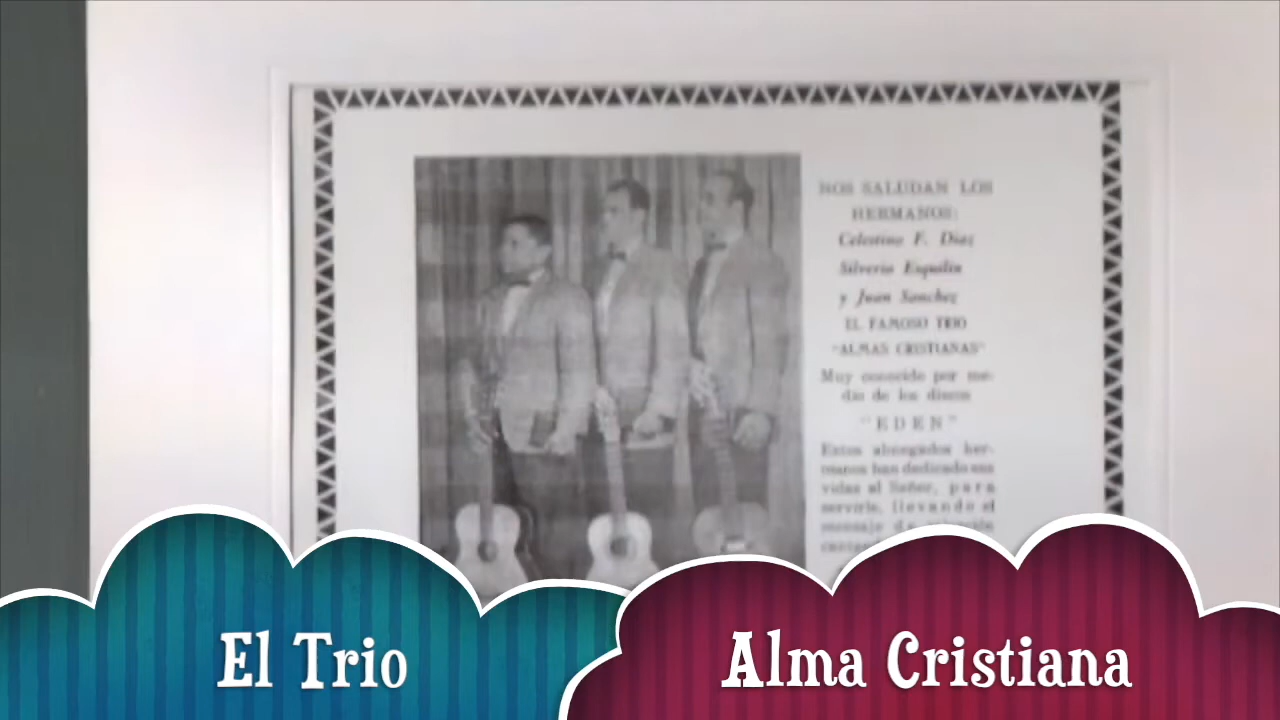 NOS SALUDAN LOS
HERMANOS:
Celestino F. Diaz
Silverio Esquilin
y Juan Sanchez
EL FAMOSO TRIO
"ALMAS CRISTIANAS"
Muy conocido por me-
dio de los discos
"EDEN"
Estos abnegados her-
manos han dedicado sus
vidas al Señor, para
servirle, llevando el
mensaje de
El Trio
Alma Cristiana